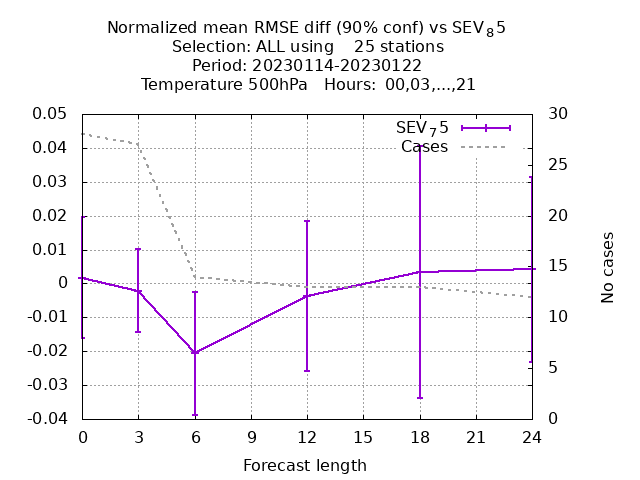 Normalized mean RMSE diff (90% conf) vs SEV₈5
Selection: ALL using 25 stations
Period: 20230114-20230122
Temperature 500hPa Hours: 00,03,...,21
SEV₇5
Cases
0.05
0.04
0.03
0.02
0.01
0
-0.01
-0.02
-0.03
-0.04
30
25
20
15
10
5
0
No cases
0 3 6 9 12 15 18 21 24
Forecast length